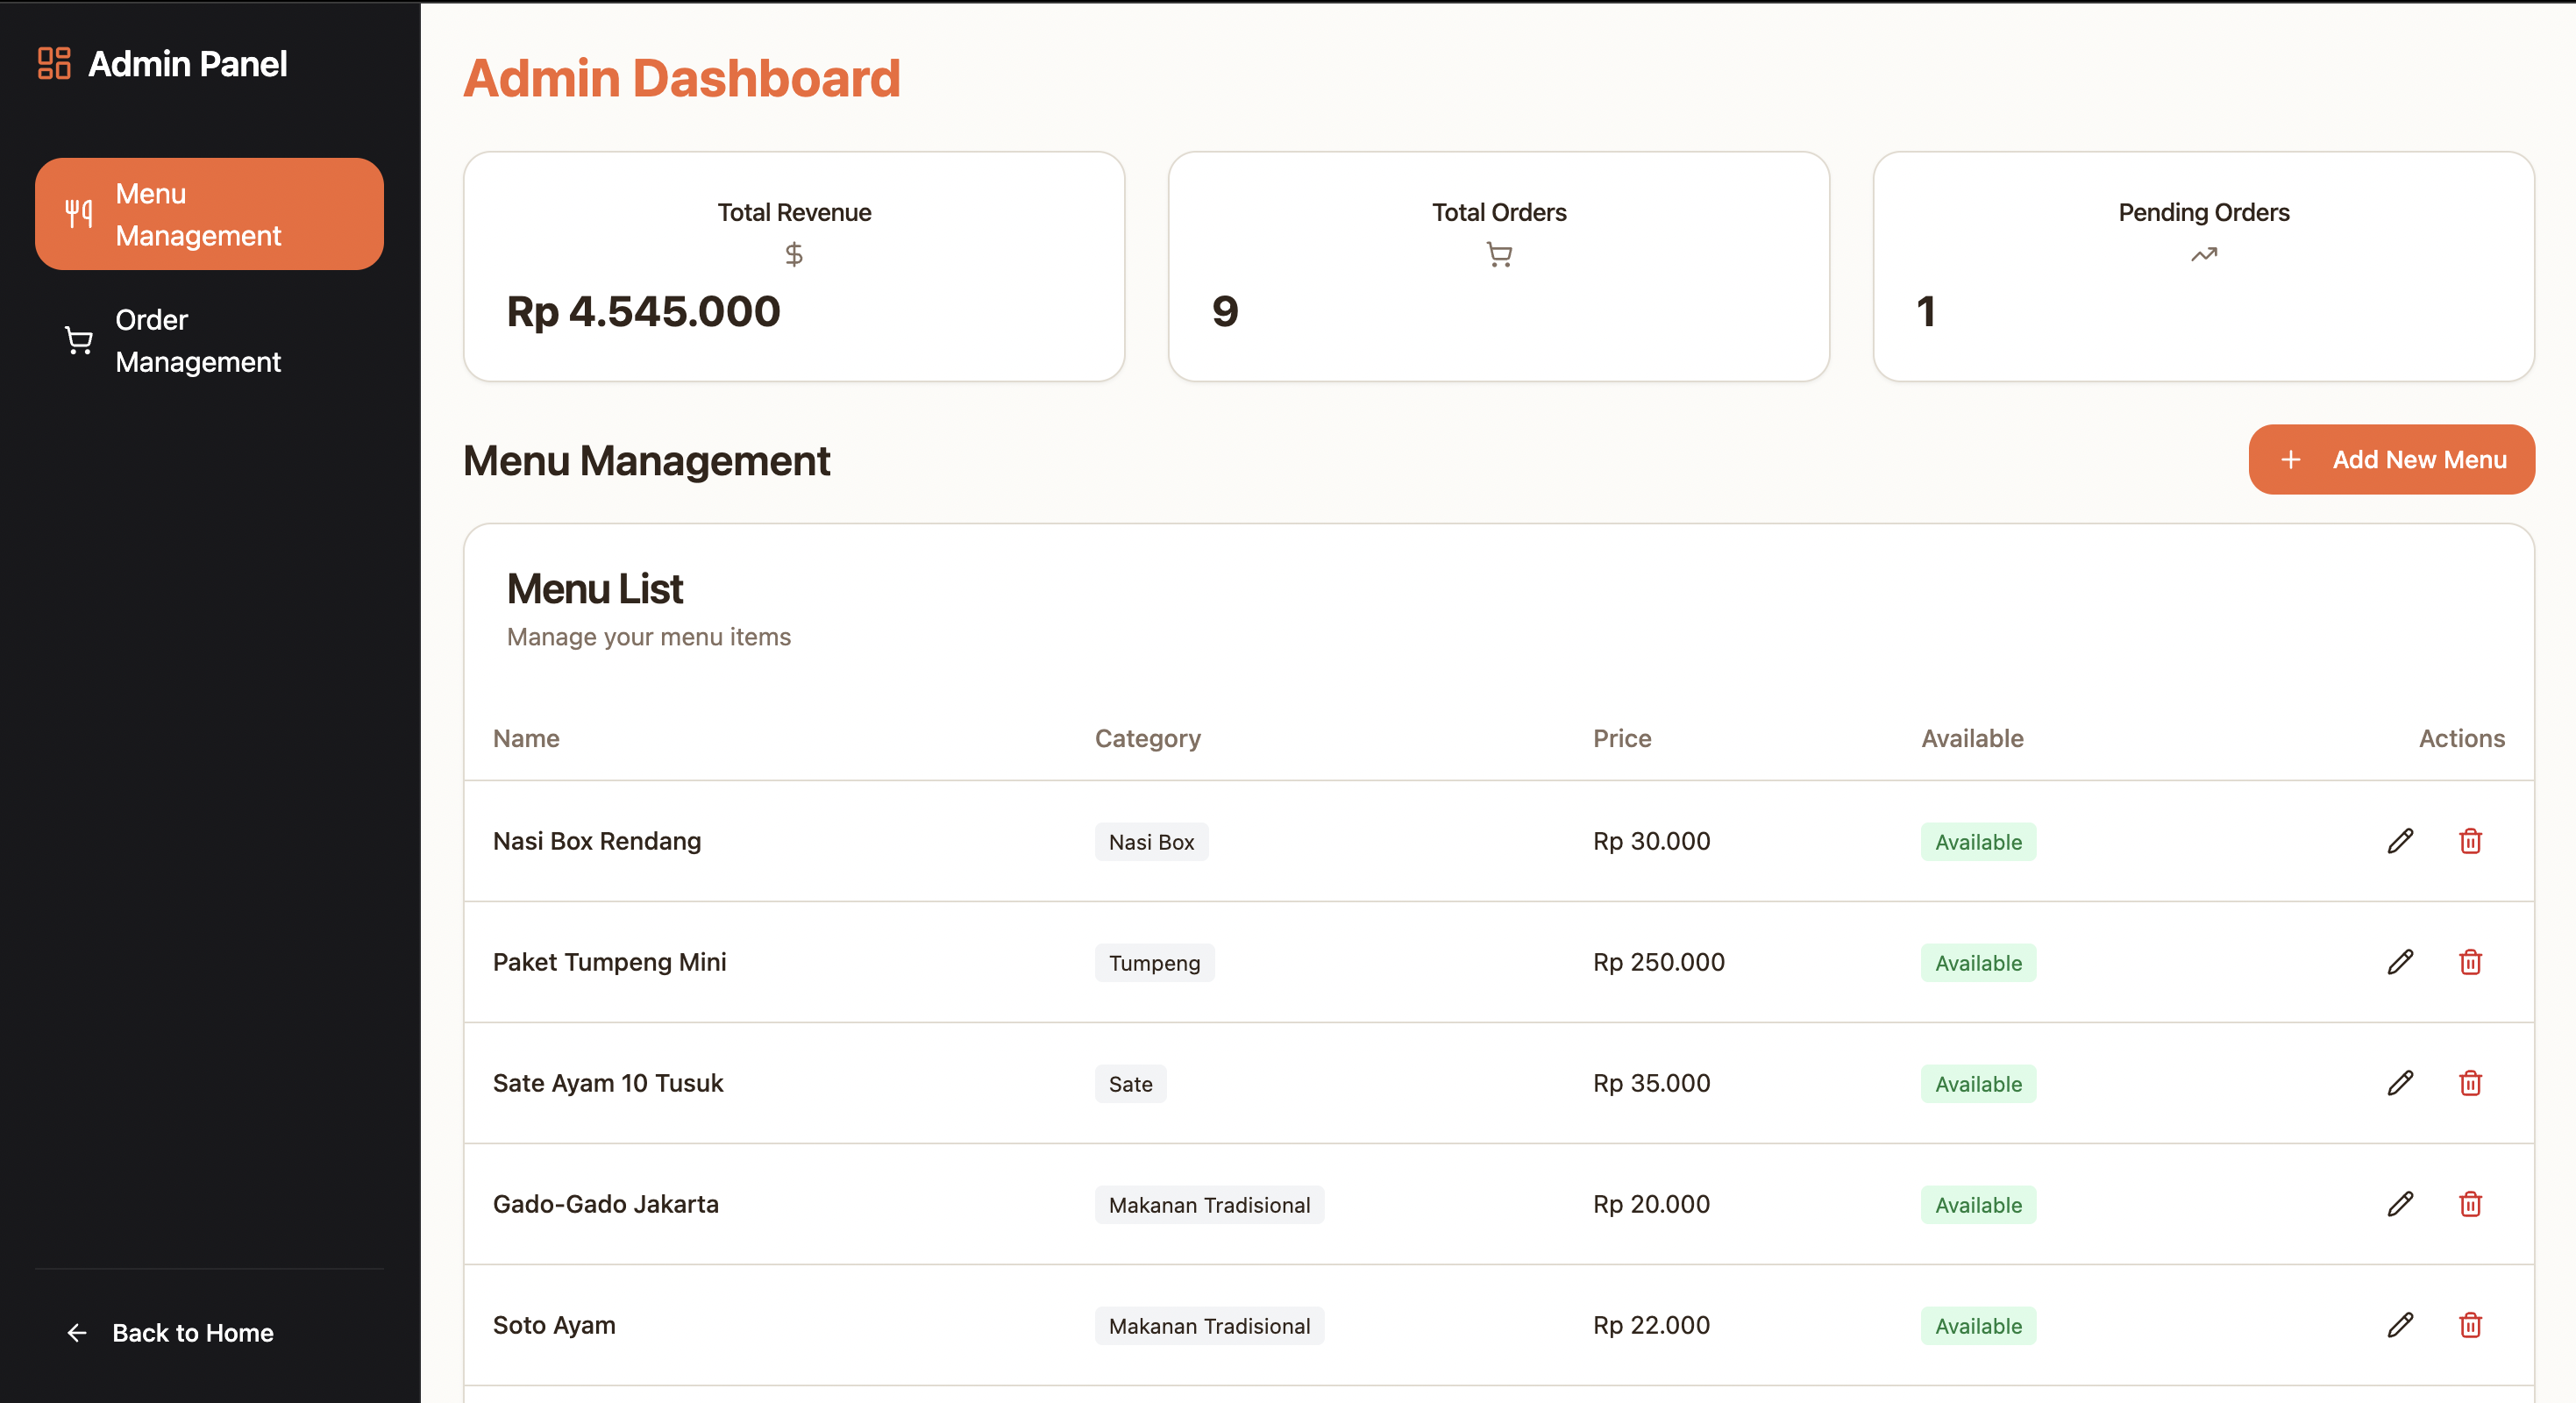 Admin Panel
Menu
Management
Order
Management
Back to Home
Admin Dashboard
Total Revenue
Rp 4.545.000
Total Orders
9
Pending Orders
1
Menu Management
Add New Menu
Menu List
Manage your menu items
Name Category Price Available Actions
Nasi Box Rendang Nasi Box Rp 30.000 Available
Paket Tumpeng Mini Tumpeng Rp 250.000 Available
Sate Ayam 10 Tusuk Sate Rp 35.000 Available
Gado-Gado Jakarta Makanan Tradisional Rp 20.000 Available
Soto Ayam Makanan Tradisional Rp 22.000 Available